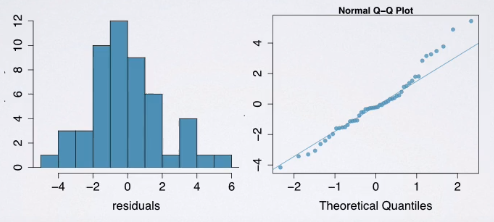 Normal Q–Q Plot
0 2 4 6 8 10 12
−4 −2 0 2 4 6
residuals
−4 −2 0 2 4
−2 −1 0 1 2
Theoretical Quantiles